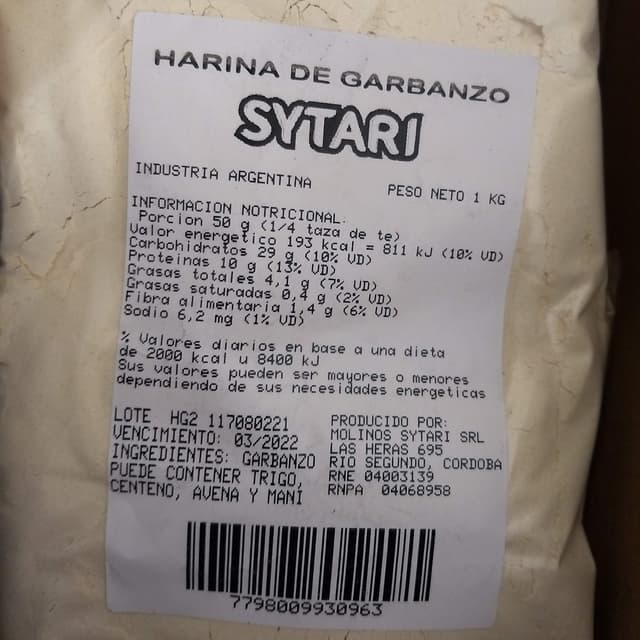 HARINA DE GARBANZO
SYTARI
INDUSTRIA ARGENTINA
PESO NETO 1 KG
INFORMACION NOTRICIONAL:
Porcion 50 g (1/4 taza de te)
Valor energetico 193 kcal = 811 kJ (10% VD)
Carbohidratos 29 g (10% VD)
Proteinas 10 g (13% VD)
Grasas totales 4,1 g (7% VD)
Grasas saturadas 0,4 g (2% VD)
Fibra alimentaria 1,4 g (6% VD)
Sodio 6,2 mg (1% VD)
% Valores diarios en base a una dieta
de 2000 kcal u 8400 kJ
Sus valores pueden ser mayores o menores
dependiendo de sus necesidades energeticas
LOTE HG2 117080221
VENCIMIENTO: 03/2022
INGREDIENTES: GARBANZO
PUEDE CONTENER TRIGO,
CENTENO, AVENA Y MANÍ
PRODUCIDO POR:
MOLINOS SYTARI SRL
LAS HERAS 695
RIO SEGUNDO, CORDOBA
RNE 04003139
RNPA 04068958
7798009930963